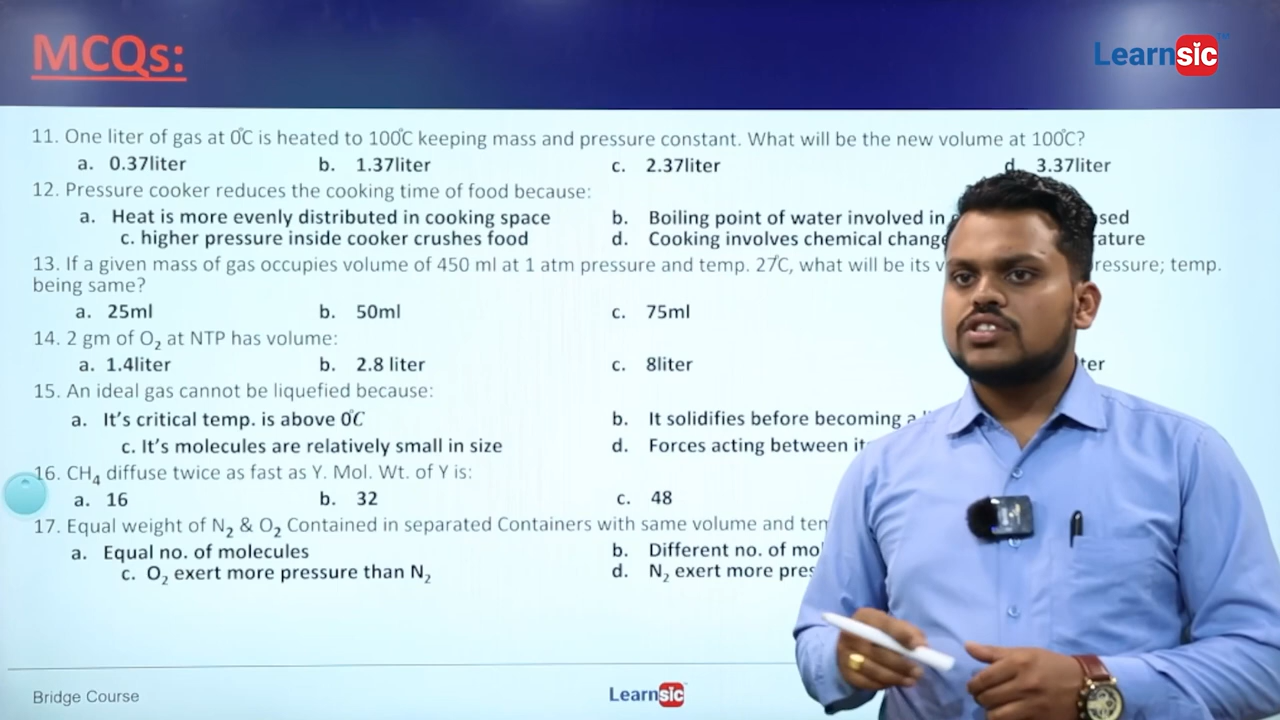 MCQs:
Learnsic™
11. One liter of gas at 0℃ is heated to 100℃ keeping mass and pressure constant. What will be the new volume at 100℃?
a. 0.37liter b. 1.37liter c. 2.37liter d. 3.37liter
12. Pressure cooker reduces the cooking time of food because:
a. Heat is more evenly distributed in cooking space b. Boiling point of water involved in
c. higher pressure inside cooker crushes food d. Cooking involves chemical change
13. If a given mass of gas occupies volume of 450 ml at 1 atm pressure and temp. 27℃, what will be its temp.
being same?
a. 25ml b. 50ml c. 75ml
14. 2 gm of O₂ at NTP has volume:
a. 1.4liter b. 2.8 liter c. 8liter
15. An ideal gas cannot be liquefied because:
a. It’s critical temp. is above 0℃ b. It solidifies before becoming a
c. It’s molecules are relatively small in size d. Forces acting between
16. CH₄ diffuse twice as fast as Y. Mol. Wt. of Y is:
a. 16 b. 32 c. 48
17. Equal weight of N₂ & O₂ Contained in separated Containers with same volume and
a. Equal no. of molecules b. Different no. of
c. O₂ exert more pressure than N₂ d. N₂ exert more
Bridge Course Learnsic™